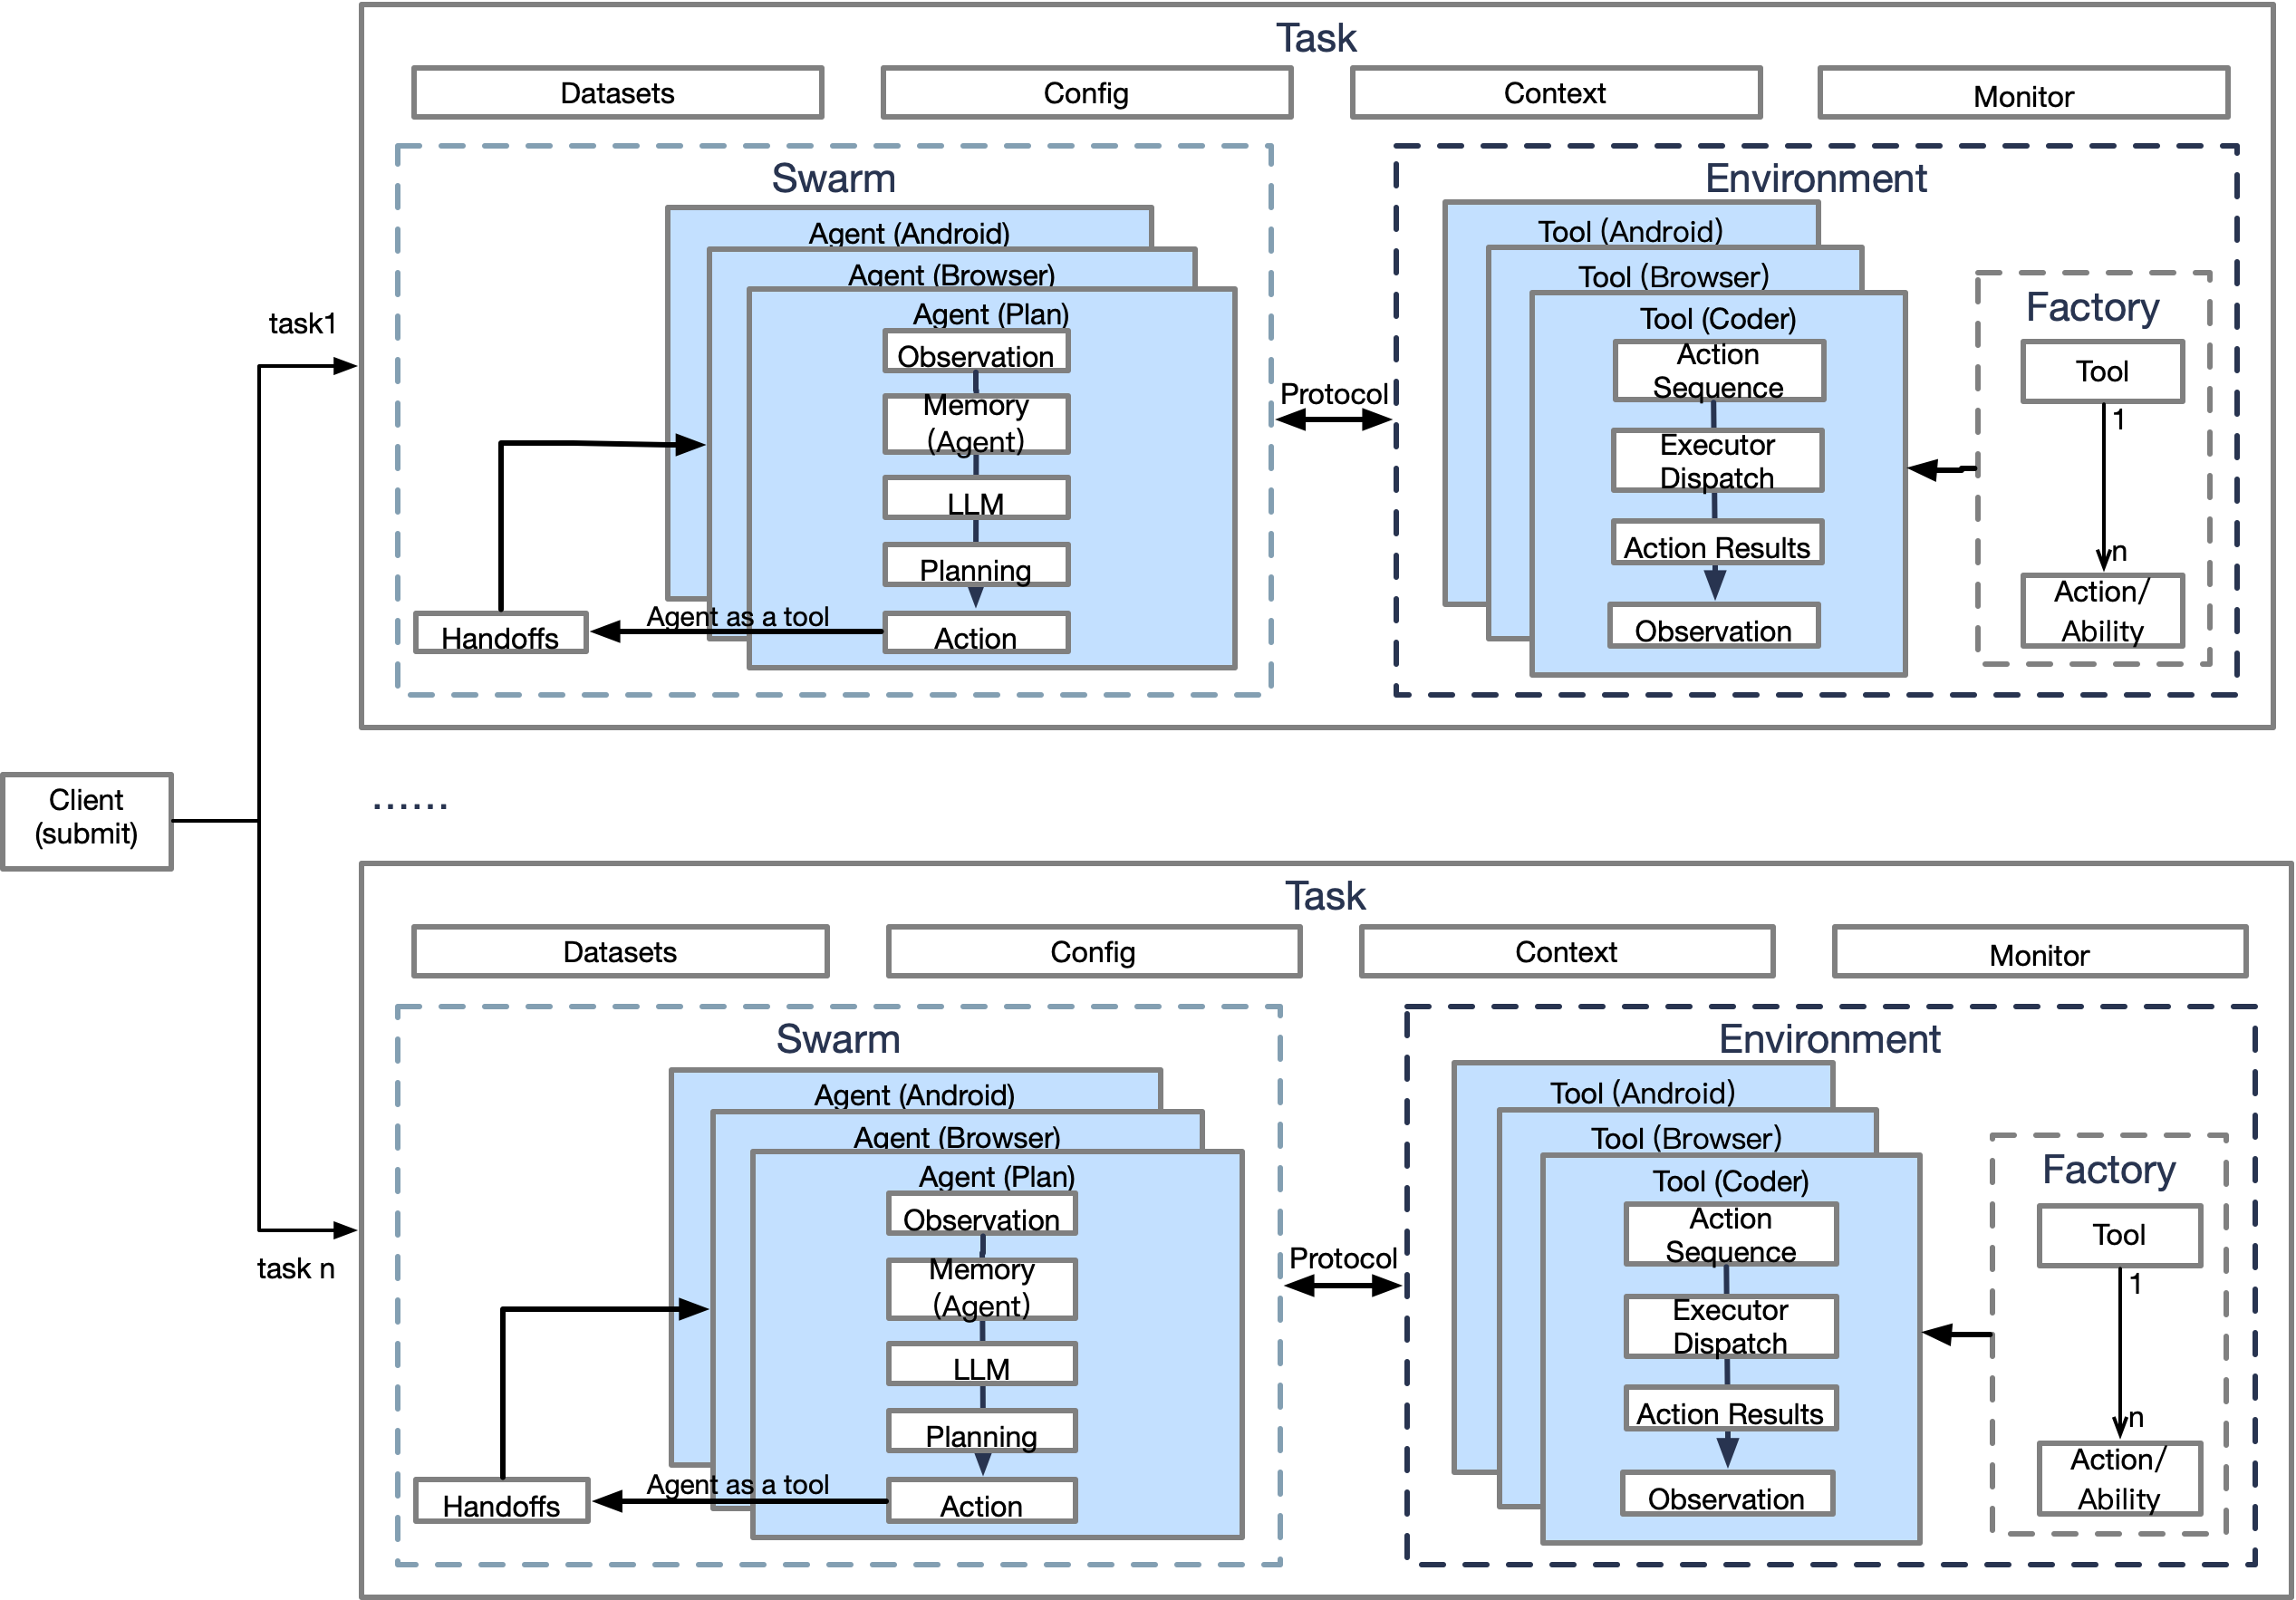 Task
Datasets
Config
Context
Monitor
Swarm
Agent (Android)
Agent (Browser)
Agent (Plan)
Observation
Memory
(Agent)
LLM
Planning
Action
Agent as a tool
Handoffs
Protocol
Environment
Tool (Android)
Tool (Browser)
Tool (Coder)
Action
Sequence
Executor
Dispatch
Action Results
Observation
Factory
Tool
1
n
Action/
Ability
task1
Client
(submit)
......
task n
Task
Datasets
Config
Context
Monitor
Swarm
Agent (Android)
Agent (Browser)
Agent (Plan)
Observation
Memory
(Agent)
LLM
Planning
Action
Agent as a tool
Handoffs
Protocol
Environment
Tool (Android)
Tool (Browser)
Tool (Coder)
Action
Sequence
Executor
Dispatch
Action Results
Observation
Factory
Tool
1
n
Action/
Ability